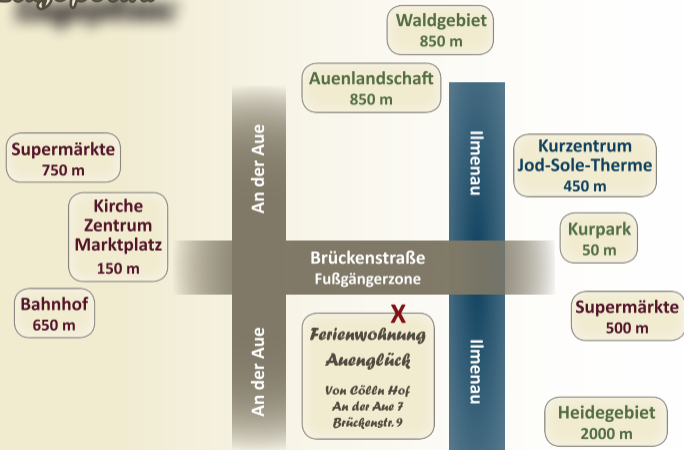 Waldgebiet
850 m
Auenlandschaft
850 m
An der Aue
Ilmenau
Supermärkte
750 m
Kurzentrum
Jod-Sole-Therme
450 m
Kirche
Zentrum
Marktplatz
150 m
Kurpark
50 m
Brückenstraße
Fußgängerzone
Bahnhof
650 m
Supermärkte
500 m
X
Ferienwohnung
Auenglück
Von Cölln Hof
An der Aue 7
Brückenstr. 9
An der Aue
Ilmenau
Heidegebiet
2000 m